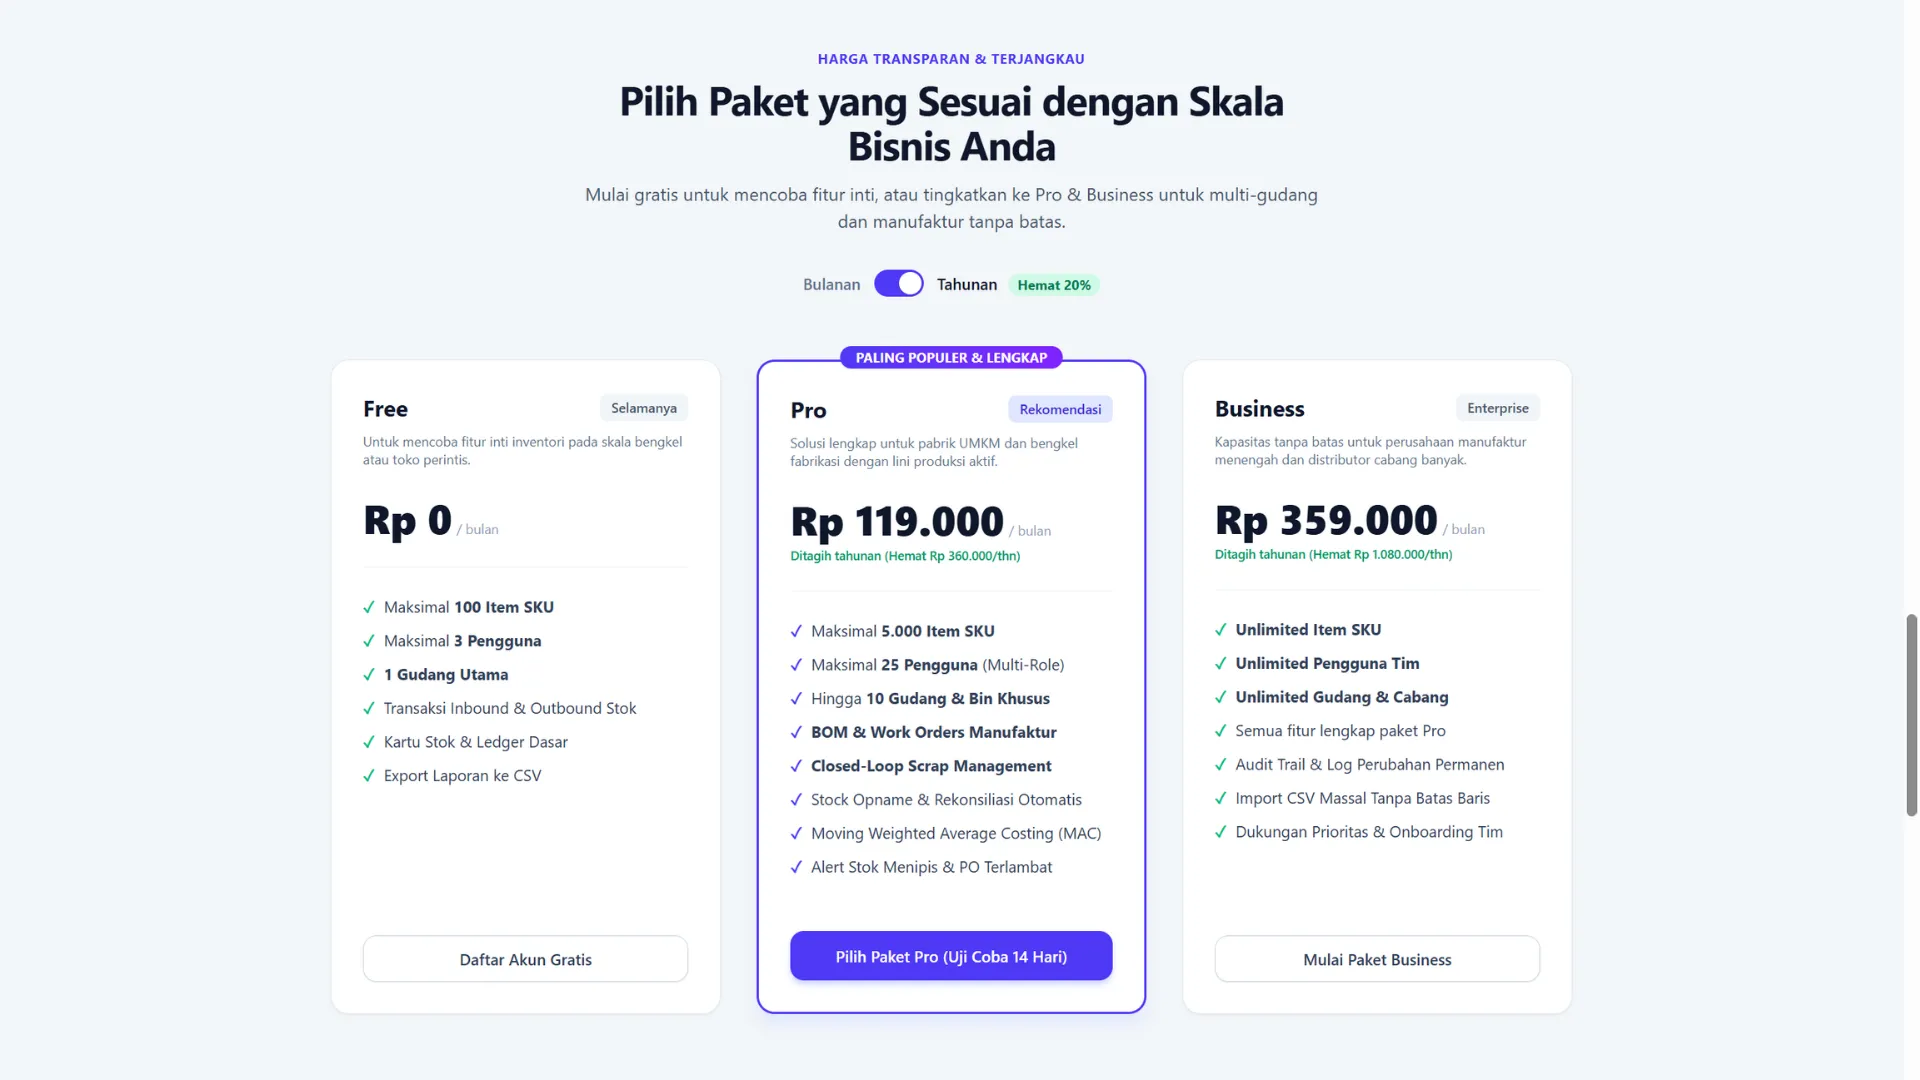 HARGA TRANSPARAN & TERJANGKAU
Pilih Paket yang Sesuai dengan Skala
Bisnis Anda
Mulai gratis untuk mencoba fitur inti, atau tingkatkan ke Pro & Business untuk multi-gudang
dan manufaktur tanpa batas.
Bulanan Tahunan Hemat 20%
Free Selamanya
Untuk mencoba fitur inti inventori pada skala bengkel
atau toko perintis.
Rp 0 / bulan
✓ Maksimal 100 Item SKU
✓ Maksimal 3 Pengguna
✓ 1 Gudang Utama
✓ Transaksi Inbound & Outbound Stok
✓ Kartu Stok & Ledger Dasar
✓ Export Laporan ke CSV
Daftar Akun Gratis
PALING POPULER & LENGKAP
Pro Rekomendasi
Solusi lengkap untuk pabrik UMKM dan bengkel
fabrikasi dengan lini produksi aktif.
Rp 119.000 / bulan
Ditagih tahunan (Hemat Rp 360.000/thn)
✓ Maksimal 5.000 Item SKU
✓ Maksimal 25 Pengguna (Multi-Role)
✓ Hingga 10 Gudang & Bin Khusus
✓ BOM & Work Orders Manufaktur
✓ Closed-Loop Scrap Management
✓ Stock Opname & Rekonsiliasi Otomatis
✓ Moving Weighted Average Costing (MAC)
✓ Alert Stok Menipis & PO Terlambat
Pilih Paket Pro (Uji Coba 14 Hari)
Business Enterprise
Kapasitas tanpa batas untuk perusahaan manufaktur
menengah dan distributor cabang banyak.
Rp 359.000 / bulan
Ditagih tahunan (Hemat Rp 1.080.000/thn)
✓ Unlimited Item SKU
✓ Unlimited Pengguna Tim
✓ Unlimited Gudang & Cabang
✓ Semua fitur lengkap paket Pro
✓ Audit Trail & Log Perubahan Permanen
✓ Import CSV Massal Tanpa Batas Baris
✓ Dukungan Prioritas & Onboarding Tim
Mulai Paket Business